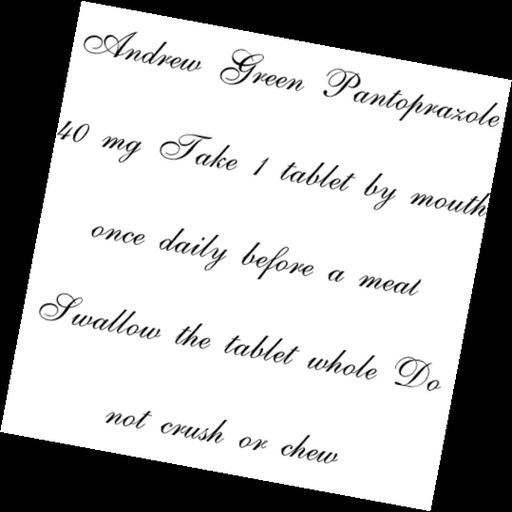 Andrew Green Pantoprazole
40 mg Take 1 tablet by mouth
once daily before a meal
Swallow the tablet whole Do
not crush or chew